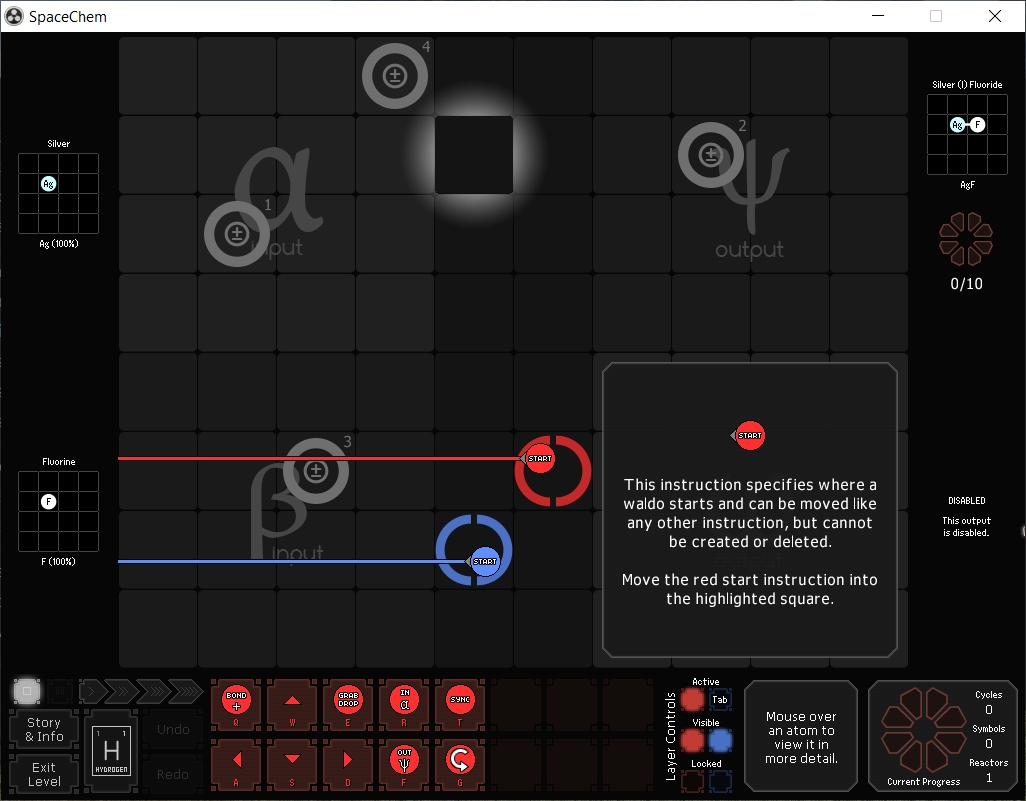 SpaceChem
4
Silver (I) Fluoride
Ag F
AgF
2
Silver
Ag
Ag (100%)
α
1
input
ψ
output
0/10
START
This instruction specifies where a
waldo starts and can be moved like
any other instruction, but cannot
be created or deleted.
Move the red start instruction into
the highlighted square.
Fluorine
F
F (100%)
3
START
β
input
START
DISABLED
This output
is disabled.
Story
& Info
Exit
Level
1 1
H
HYDROGEN
Undo
Redo
BOND
+
Q
W
GRAB
DROP
E
IN
α
R
SYNC
T
A
S
D
OUT
ψ
F
G
Layer Controls
Active
Tab
Visible
Locked
Mouse over
an atom to
view it in
more detail.
Cycles
0
Symbols
0
Reactors
1
Current Progress